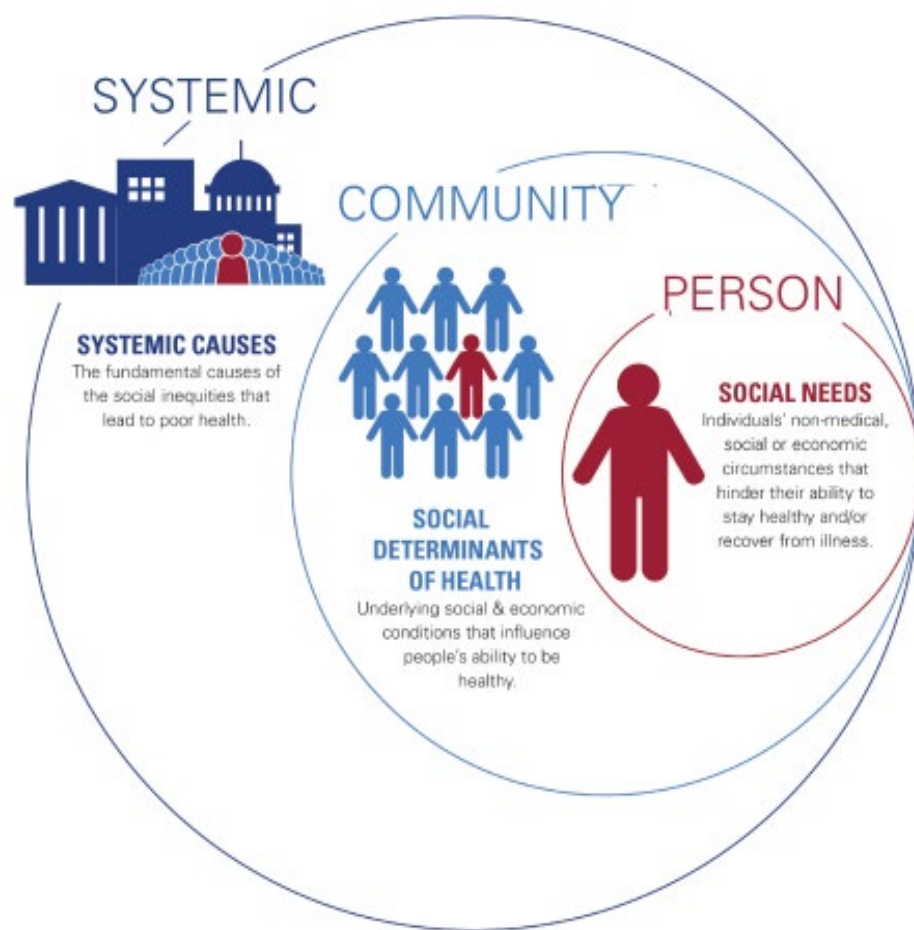 SYSTEMIC
COMMUNITY
PERSON
SYSTEMIC CAUSES
The fundamental causes of
the social inequities that
lead to poor health.
SOCIAL
DETERMINANTS
OF HEALTH
Underlying social & economic
conditions that influence
people's ability to be
healthy.
SOCIAL NEEDS
Individuals' non-medical,
social or economic
circumstances that
hinder their ability to
stay healthy and/or
recover from illness.